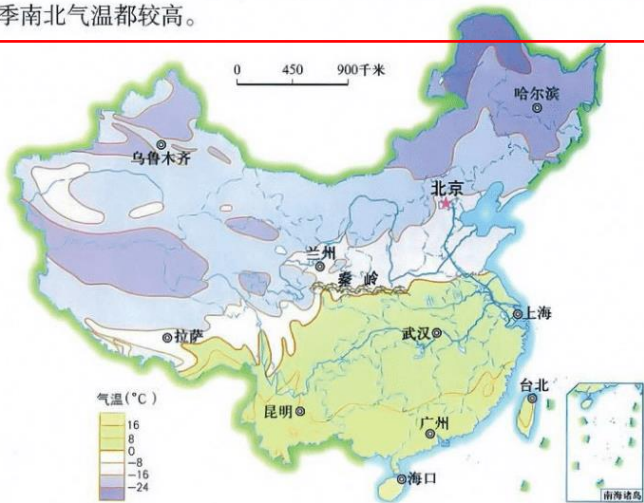 季南北气温都较高。
0 450 900千米
哈尔滨
乌鲁木齐
北京
兰州
秦岭
上海
拉萨
武汉
台北
气温(°C)
16
8
0
-8
-16
-24
昆明
广州
海口
南海诸岛